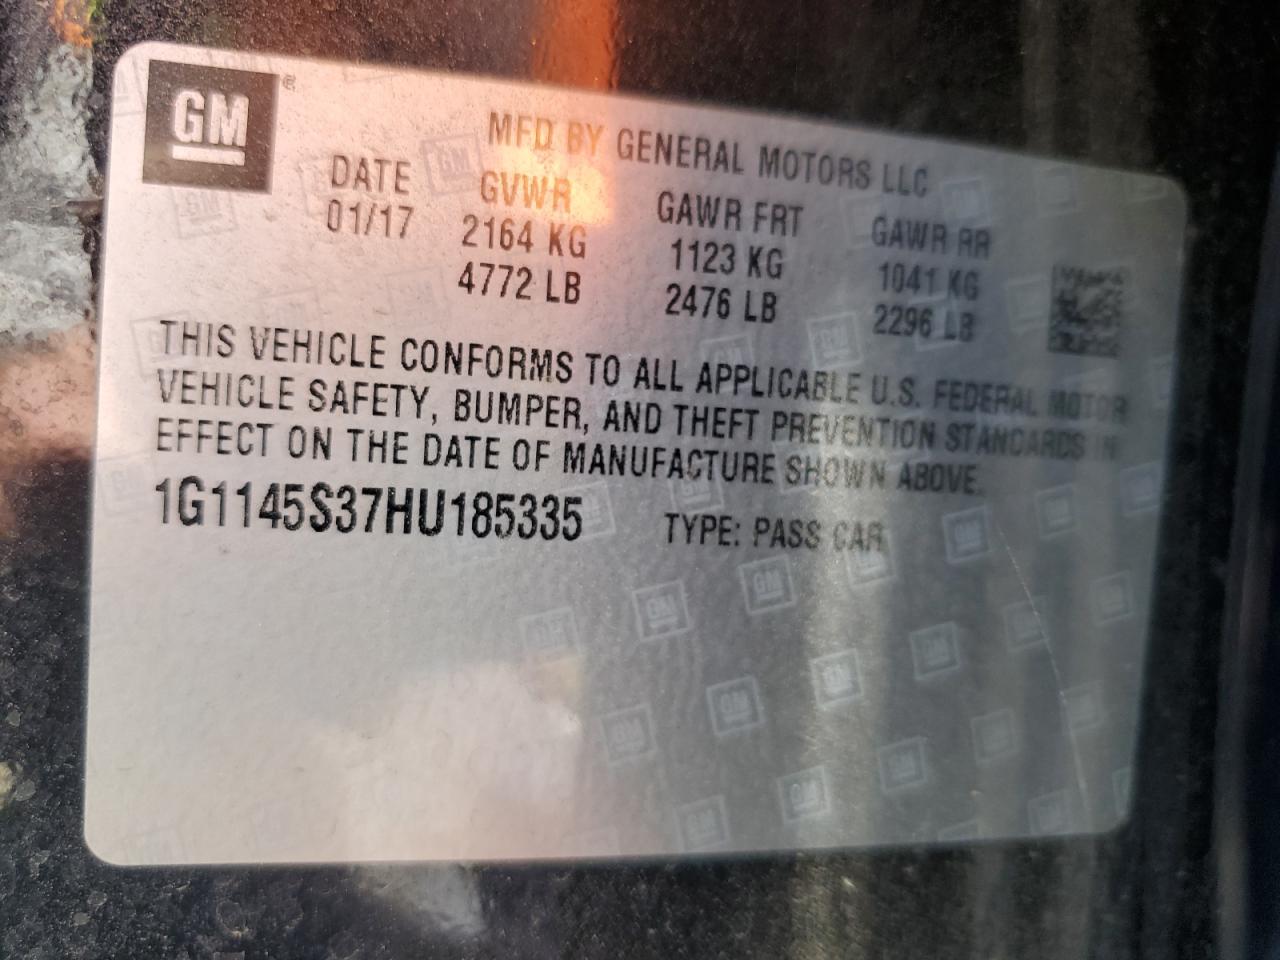 GM
MFD BY GENERAL MOTORS LLC
DATE GVWR GAWR FRT GAWR RR
01/17 2164 KG 1123 KG 1041 KG
4772 LB 2476 LB 2296 LB
THIS VEHICLE CONFORMS TO ALL APPLICABLE U.S. FEDERAL MOTOR
VEHICLE SAFETY, BUMPER, AND THEFT PREVENTION STANDARDS IN
EFFECT ON THE DATE OF MANUFACTURE SHOWN ABOVE.
1G1145S37HU185335 TYPE: PASS CAR